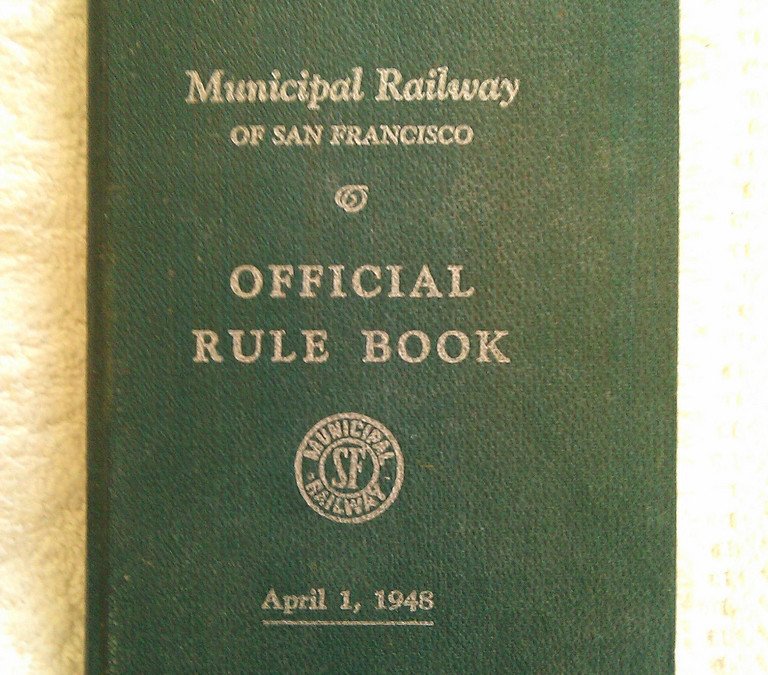 Municipal Railway
OF SAN FRANCISCO
OFFICIAL
RULE BOOK
MUNICIPAL
SF
RAILWAY
April 1, 1948